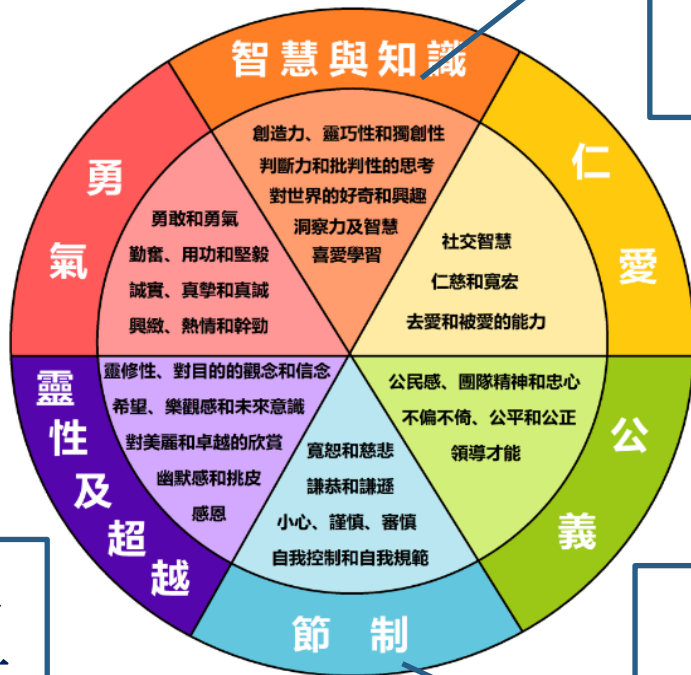 智慧與知識
創造力、靈巧性和獨創性
判斷力和批判性的思考
對世界的好奇和興趣
洞察力及智慧
喜愛學習
仁愛
社交智慧
仁慈和寬宏
去愛和被愛的能力
公義
公民感、團隊精神和忠心
不偏不倚、公平和公正
領導才能
節制
寬恕和慈悲
謙恭和謙遜
小心、謹慎、審慎
自我控制和自我規範
靈性及超越
靈修性、對目的的觀念和信念
希望、樂觀感和未來意識
對美麗和卓越的欣賞
幽默感和挑皮
感恩
勇氣
勇敢和勇氣
勤奮、用功和堅毅
誠實、真摯和真誠
興緻、熱情和幹勁